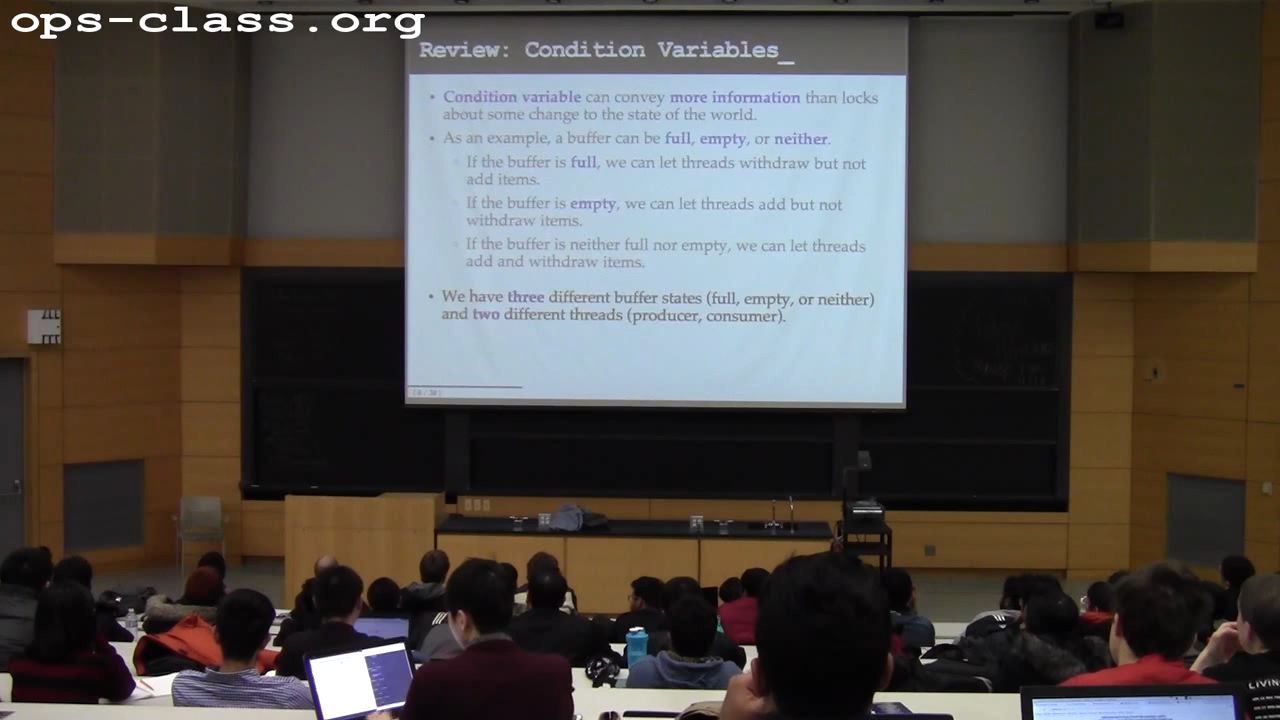 ops-class.org
Review: Condition Variables_
• Condition variable can convey more information than locks
about some change to the state of the world.
• As an example, a buffer can be full, empty, or neither.
If the buffer is full, we can let threads withdraw but not
add items.
If the buffer is empty, we can let threads add but not
withdraw items.
If the buffer is neither full nor empty, we can let threads
add and withdraw items.
• We have three different buffer states (full, empty, or neither)
and two different threads (producer, consumer).
LIVING